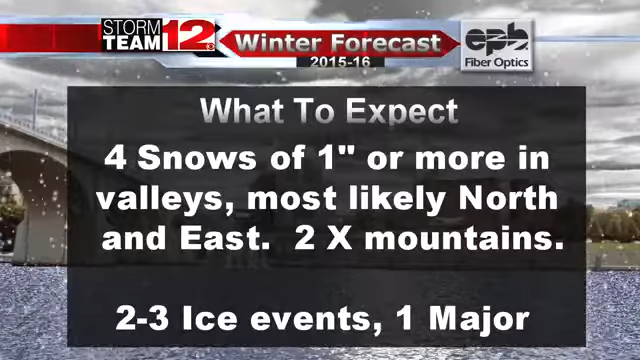 STORM
TEAM 12
Winter Forecast
2015-16
epb
Fiber Optics
What To Expect
4 Snows of 1" or more in
valleys, most likely North
and East. 2 X mountains.
2-3 Ice events, 1 Major